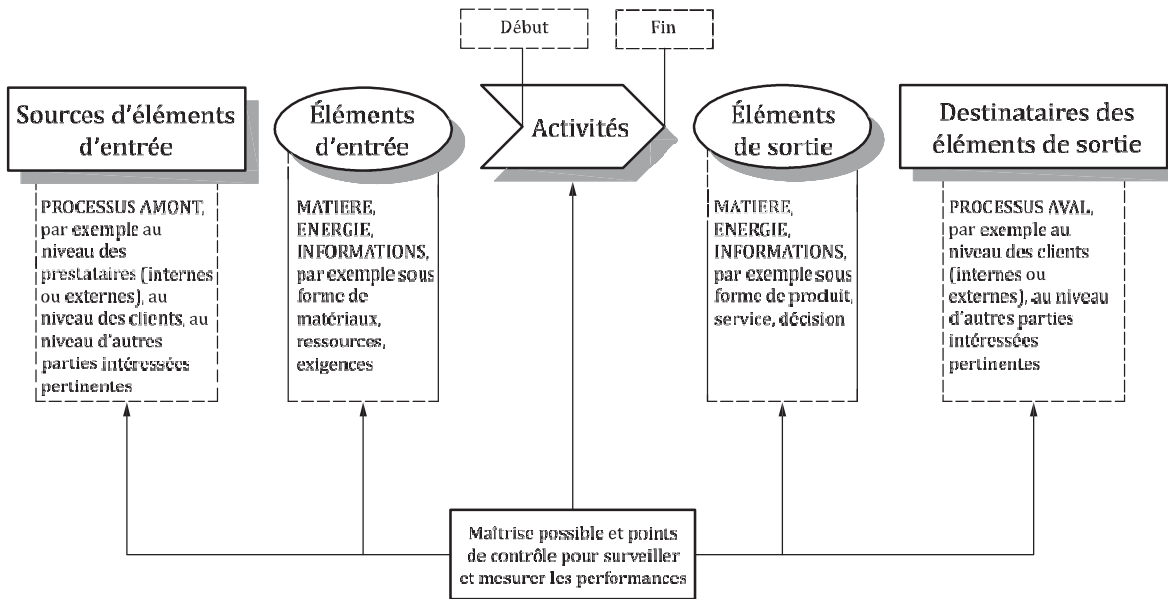 Début
Fin
Sources d'éléments
d'entrée
Éléments
d'entrée
Activités
Éléments
de sortie
Destinataires des
éléments de sortie
PROCESSUS AMONT,
par exemple au
niveau des
prestataires (internes
ou externes), au
niveau des clients, au
niveau d'autres
parties intéressées
pertinentes
MATIERE,
ENERGIE,
INFORMATIONS,
par exemple sous
forme de
matériaux,
ressources,
exigences
MATIERE,
ENERGIE,
INFORMATIONS,
par exemple sous
forme de produit,
service, décision
PROCESSUS AVAL,
par exemple au
niveau des clients
(internes ou
externes), au niveau
d'autres parties
intéressées
pertinentes
Maîtrise possible et points
de contrôle pour surveiller
et mesurer les performances